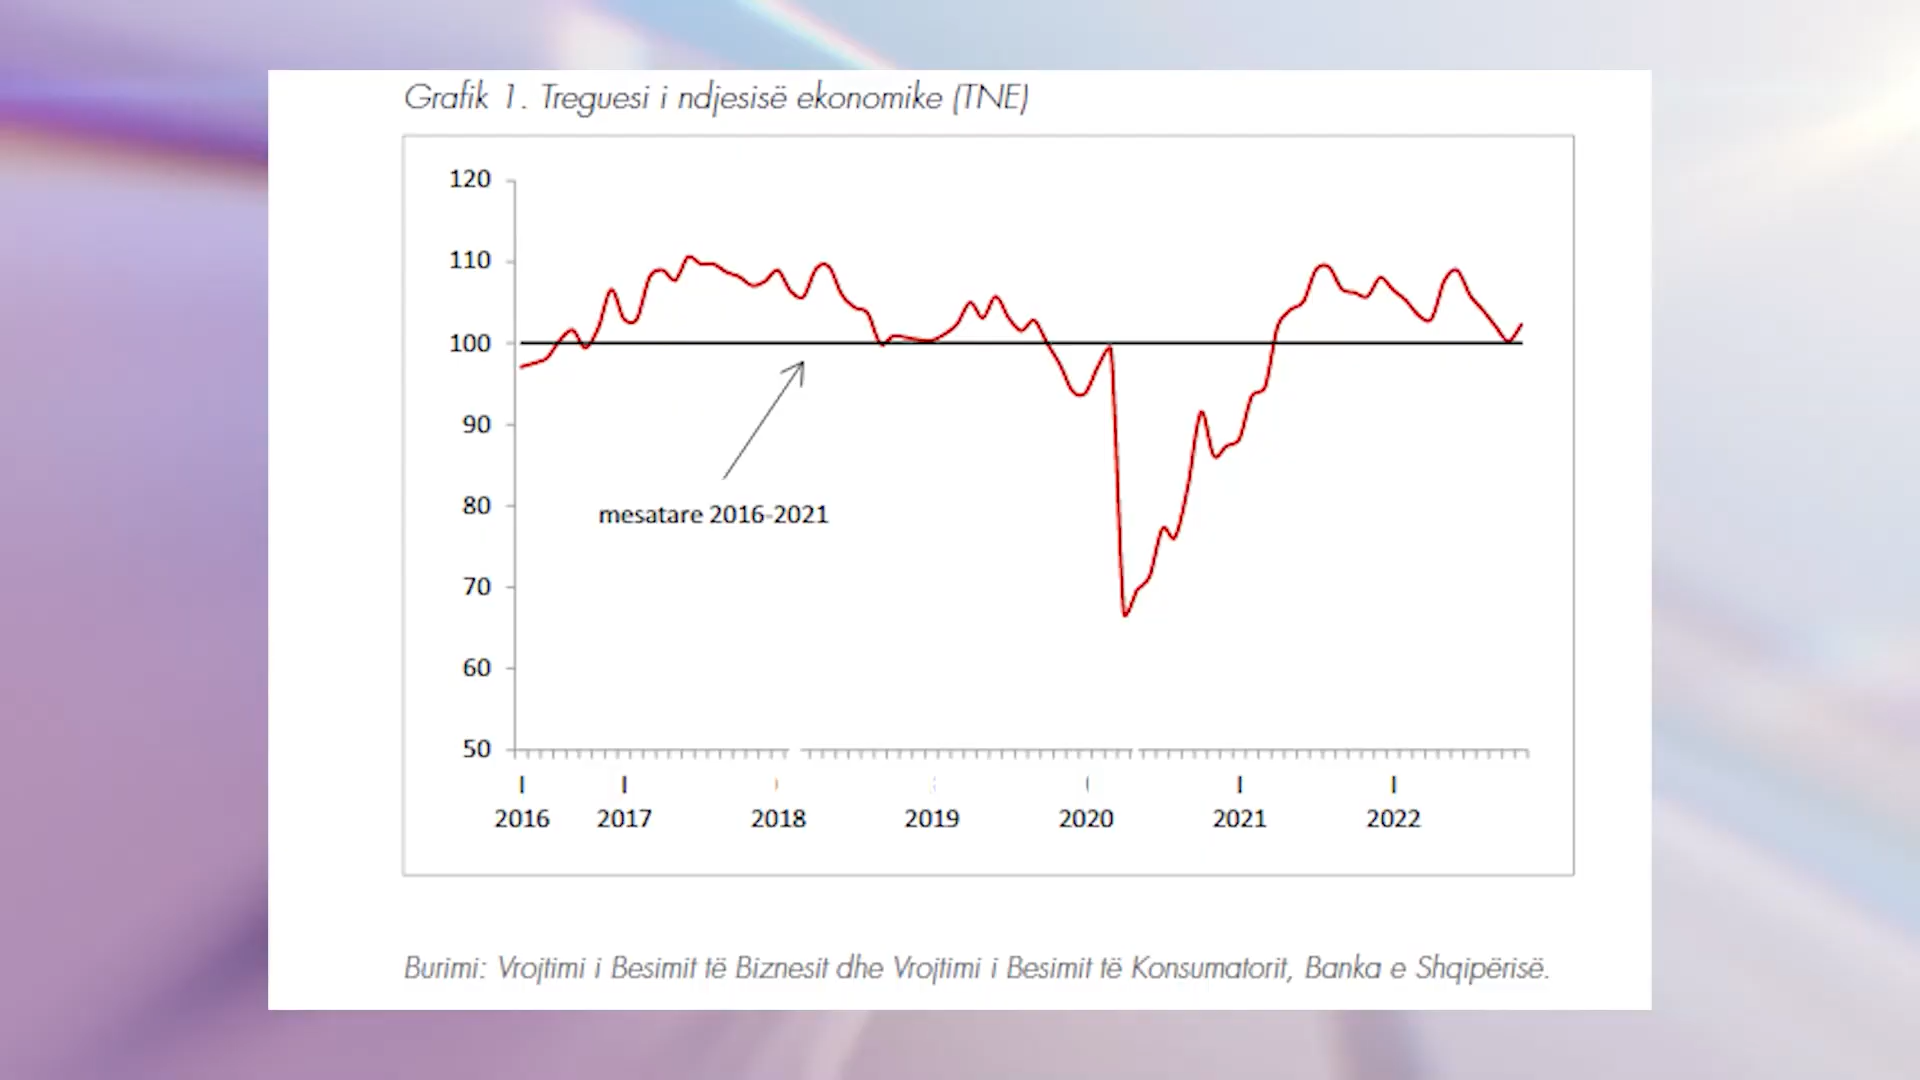 Grafik 1. Treguesi i ndjesisë ekonomike (TNE)
120
110
100
90
80
70
60
50
mesatare 2016-2021
I I I I
2016 2017 2018 2019 2020 2021 2022
Burimi: Vrojtimi i Besimit të Biznesit dhe Vrojtimi i Besimit të Konsumatorit, Banka e Shqipërisë.